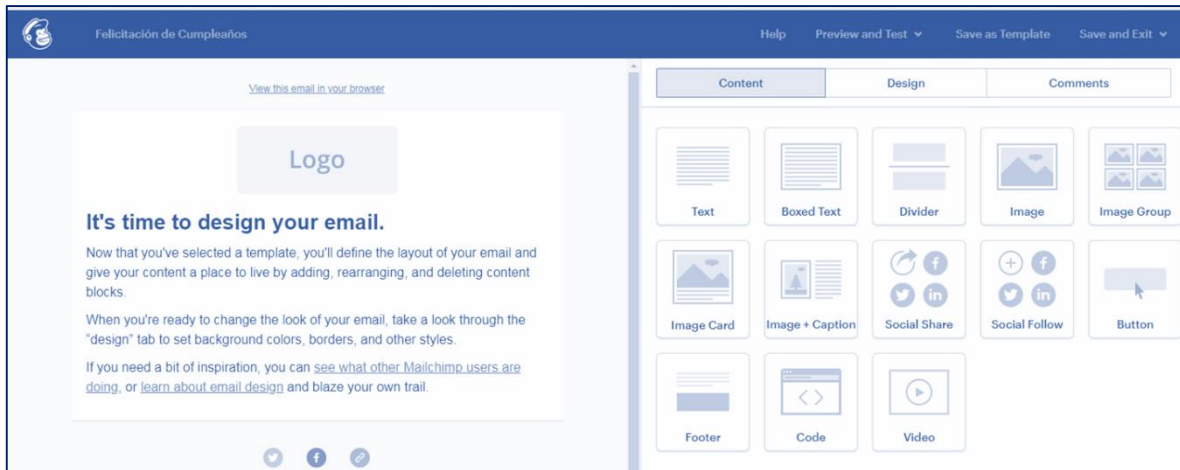 Felicitación de Cumpleaños
Help Preview and Test Save as Template Save and Exit
View this email in your browser
Logo
It's time to design your email.
Now that you've selected a template, you'll define the layout of your email and
give your content a place to live by adding, rearranging, and deleting content
blocks.
When you're ready to change the look of your email, take a look through the
“design” tab to set background colors, borders, and other styles.
If you need a bit of inspiration, you can see what other Mailchimp users are
doing, or learn about email design and blaze your own trail.
Content Design Comments
Text Boxed Text Divider Image Image Group
Image Card Image + Caption Social Share Social Follow Button
Footer Code Video